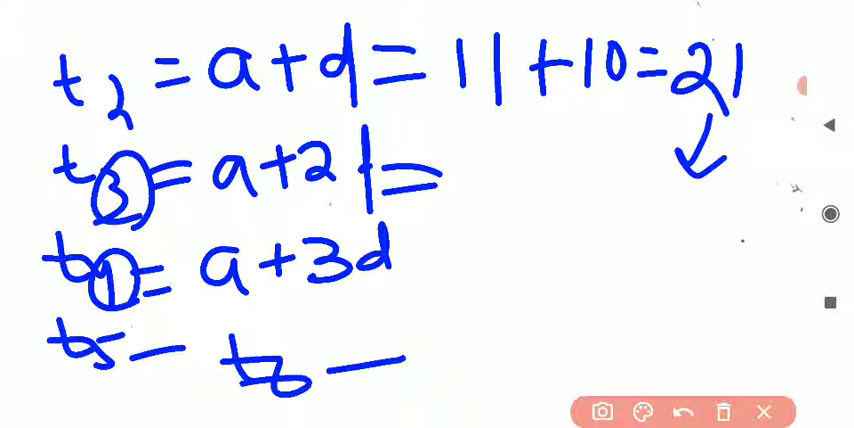 t2 = a + d = 11 + 10 = 21
t3 = a + 2d =
t4 = a + 3d
t5 — t6 —